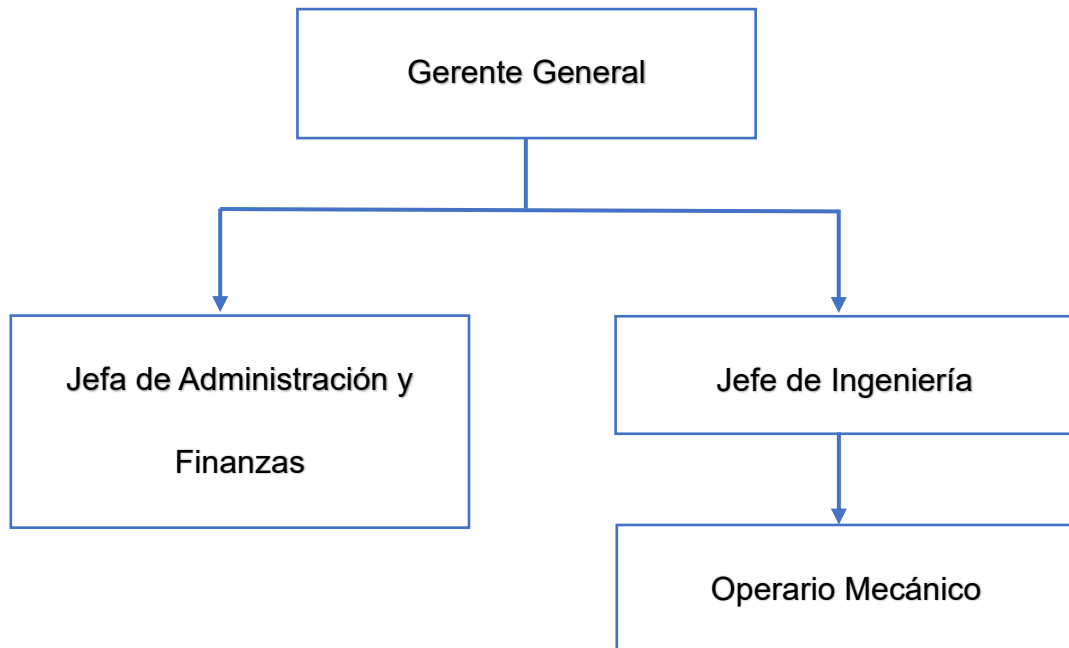 Gerente General
Jefa de Administración y
Finanzas
Jefe de Ingeniería
Operario Mecánico